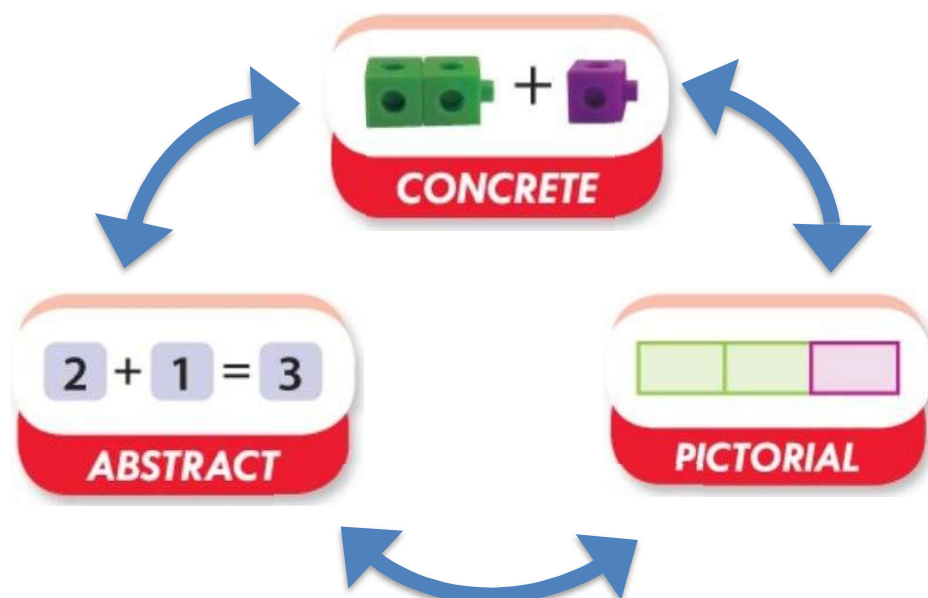 +
CONCRETE
2 + 1 = 3
ABSTRACT
PICTORIAL